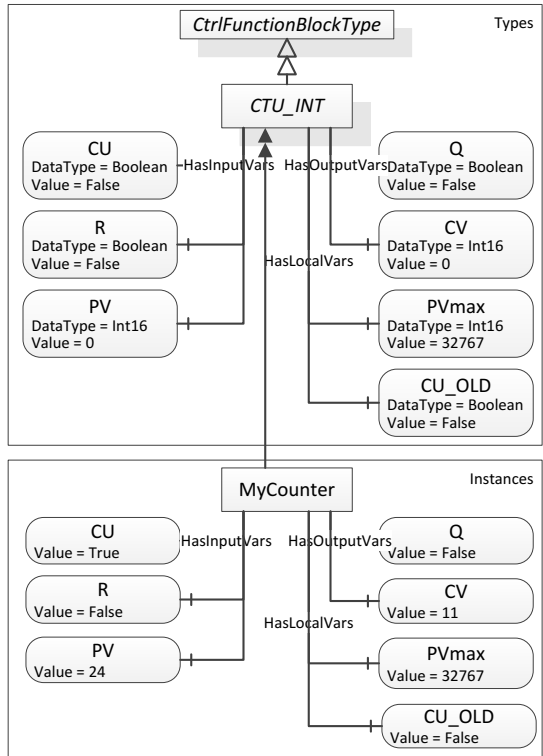 CtrlFunctionBlockType
Types
CTU_INT
CU
DataType = Boolean
Value = False
HasInputVars
HasOutputVars
Q
DataType = Boolean
Value = False
R
DataType = Boolean
Value = False
CV
DataType = Int16
Value = 0
HasLocalVars
PV
DataType = Int16
Value = 0
PVmax
DataType = Int16
Value = 32767
CU_OLD
DataType = Boolean
Value = False
Instances
MyCounter
CU
Value = True
HasInputVars
HasOutputVars
Q
Value = False
R
Value = False
CV
Value = 11
HasLocalVars
PV
Value = 24
PVmax
Value = 32767
CU_OLD
Value = False